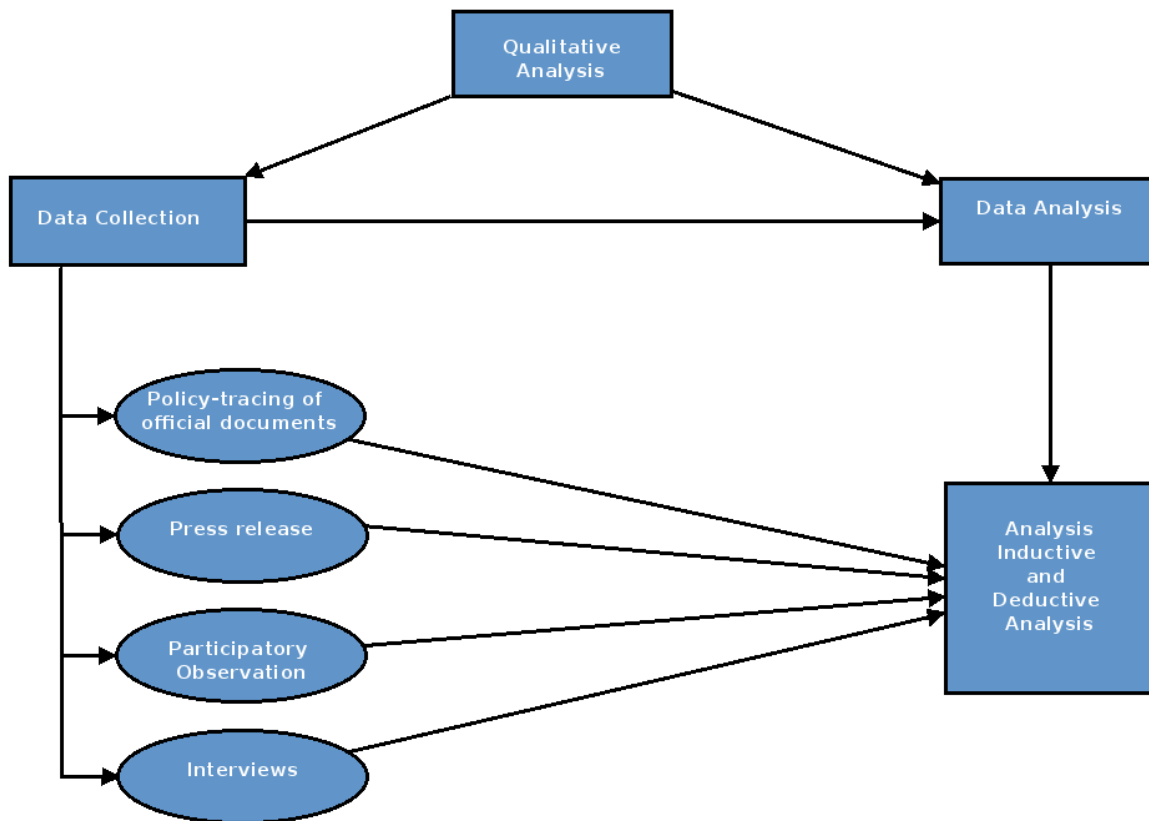 Qualitative
Analysis
Data Collection
Data Analysis
Policy-tracing of
official documents
Press release
Participatory
Observation
Interviews
Analysis
Inductive
and
Deductive
Analysis